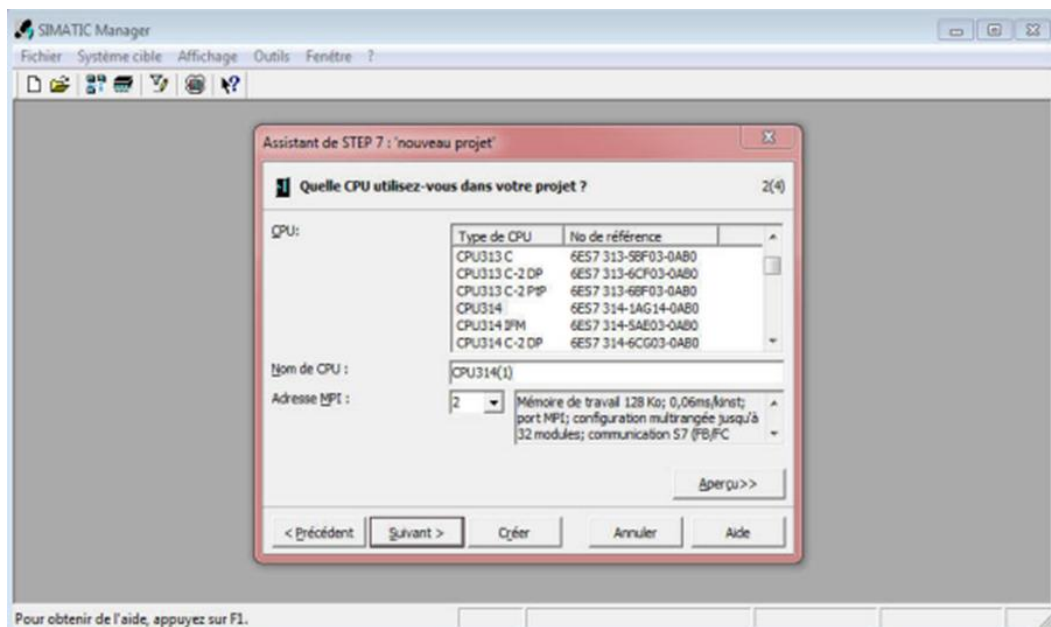 SIMATIC Manager
Fichier Système cible Affichage Outils Fenêtre ?
Assistant de STEP 7 : 'nouveau projet'
Quelle CPU utilisez-vous dans votre projet ? 2(4)
CPU:
Type de CPU No de référence
CPU313 C 6ES7 313-5BF03-0AB0
CPU313 C-2 DP 6ES7 313-6CF03-0AB0
CPU313 C-2 PtP 6ES7 313-6BF03-0AB0
CPU314 6ES7 314-1AG14-0AB0
CPU314 IFM 6ES7 314-5AE03-0AB0
CPU314 C-2 DP 6ES7 314-6CG03-0AB0
Nom de CPU : CPU314(1)
Adresse MPI : 2 Mémoire de travail 128 Ko; 0,06ms/kinst;
port MPI; configuration multirangée jusqu'à
32 modules; communication S7 (FB/FC
Aperçu>>
< Précédent Suivant > Créer Annuler Aide
Pour obtenir de l'aide, appuyez sur F1.